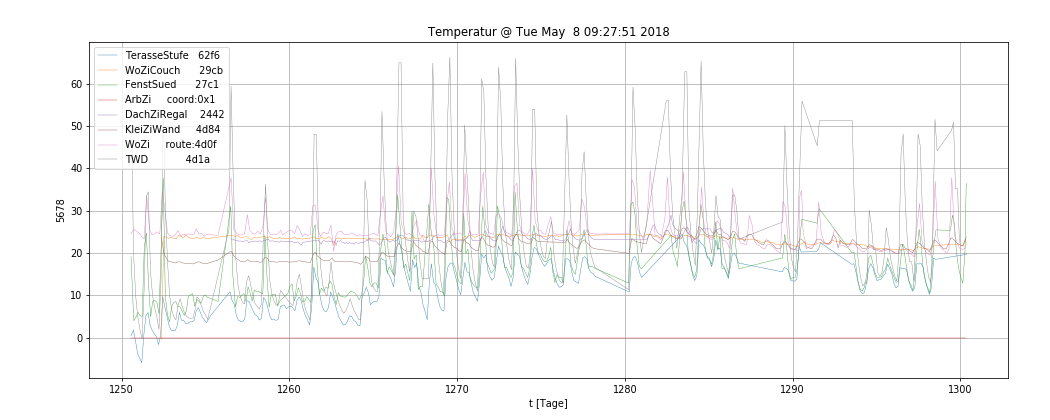 Temperatur @ Tue May  8 09:27:51 2018
TerasseStufe 62f6
WoZiCouch 29cb
FenstSued 27c1
ArbZi coord:0x1
DachZiRegal 2442
KleiZiWand 4d84
WoZi route:4d0f
TWD 4d1a
60
50
40
30
20
10
0
5678
1250 1260 1270 1280 1290 1300
t [Tage]